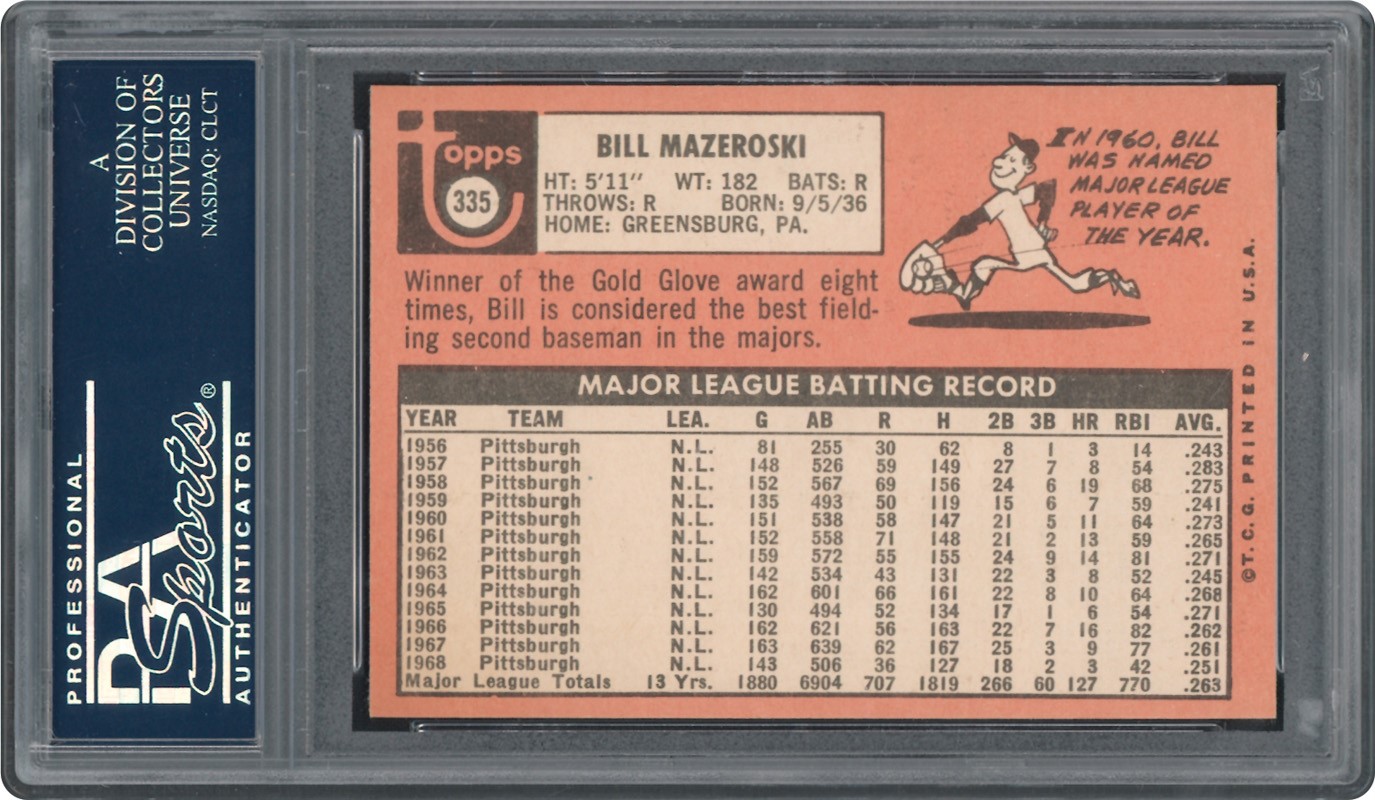 A
DIVISION OF
COLLECTORS
UNIVERSE
NASDAQ: CLCT
PROFESSIONAL
PSA
Sports®
AUTHENTICATOR
Topps
335
BILL MAZEROSKI
HT: 5'11" WT: 182 BATS: R
THROWS: R BORN: 9/5/36
HOME: GREENSBURG, PA.
IN 1960, BILL
WAS NAMED
MAJOR LEAGUE
PLAYER OF
THE YEAR.
Winner of the Gold Glove award eight
times, Bill is considered the best field-
ing second baseman in the majors.
MAJOR LEAGUE BATTING RECORD
YEAR TEAM LEA. G AB R H 2B 3B HR RBI AVG.
1956 Pittsburgh N.L. 81 255 30 62 8 1 3 14 .243
1957 Pittsburgh N.L. 148 526 59 149 27 7 8 54 .283
1958 Pittsburgh N.L. 152 567 69 156 24 6 19 68 .275
1959 Pittsburgh N.L. 135 493 50 119 15 6 7 59 .241
1960 Pittsburgh N.L. 151 538 58 147 21 5 11 64 .273
1961 Pittsburgh N.L. 152 558 71 148 21 2 13 59 .265
1962 Pittsburgh N.L. 159 572 55 155 24 9 14 81 .271
1963 Pittsburgh N.L. 142 534 43 131 22 3 8 52 .245
1964 Pittsburgh N.L. 162 601 66 161 22 8 10 64 .268
1965 Pittsburgh N.L. 130 494 52 134 17 1 6 54 .271
1966 Pittsburgh N.L. 162 621 56 163 22 7 16 82 .262
1967 Pittsburgh N.L. 163 639 62 167 25 3 9 77 .261
1968 Pittsburgh N.L. 143 506 36 127 18 2 3 42 .251
Major League Totals 13 Yrs. 1880 6904 707 1819 266 60 127 770 .263
©T.C.G. PRINTED IN U.S.A.